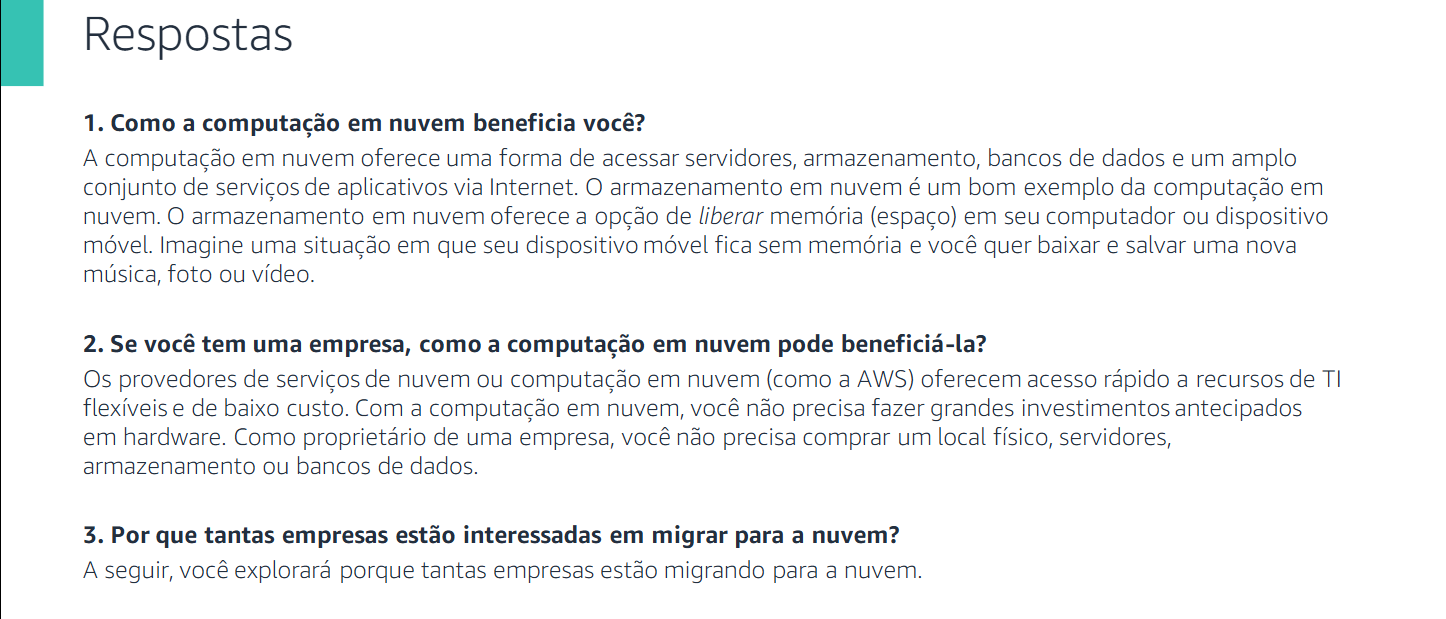 Respostas
1. Como a computação em nuvem beneficia você?
A computação em nuvem oferece uma forma de acessar servidores, armazenamento, bancos de dados e um amplo
conjunto de serviços de aplicativos via Internet. O armazenamento em nuvem é um bom exemplo da computação em
nuvem. O armazenamento em nuvem oferece a opção de liberar memória (espaço) em seu computador ou dispositivo
móvel. Imagine uma situação em que seu dispositivo móvel fica sem memória e você quer baixar e salvar uma nova
música, foto ou vídeo.
2. Se você tem uma empresa, como a computação em nuvem pode beneficiá-la?
Os provedores de serviços de nuvem ou computação em nuvem (como a AWS) oferecem acesso rápido a recursos de TI
flexíveis e de baixo custo. Com a computação em nuvem, você não precisa fazer grandes investimentos antecipados
em hardware. Como proprietário de uma empresa, você não precisa comprar um local físico, servidores,
armazenamento ou bancos de dados.
3. Por que tantas empresas estão interessadas em migrar para a nuvem?
A seguir, você explorará porque tantas empresas estão migrando para a nuvem.